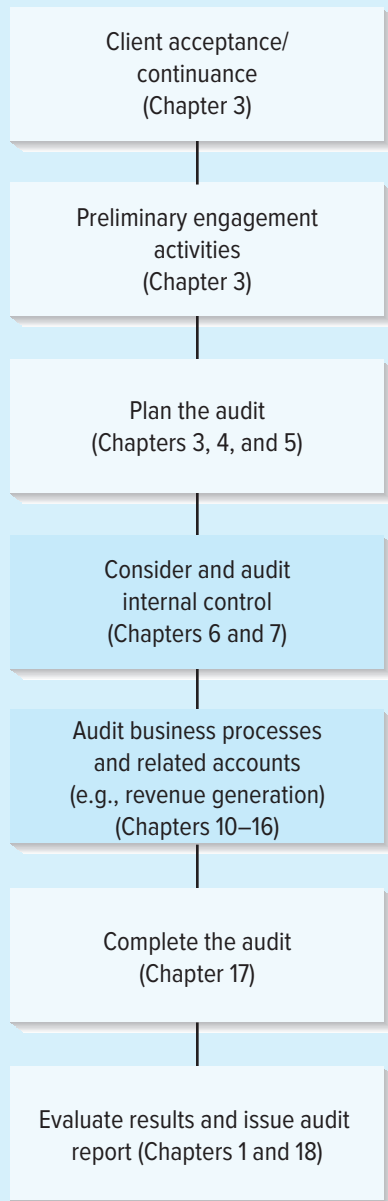 Client acceptance/
continuance
(Chapter 3)
Preliminary engagement
activities
(Chapter 3)
Plan the audit
(Chapters 3, 4, and 5)
Consider and audit
internal control
(Chapters 6 and 7)
Audit business processes
and related accounts
(e.g., revenue generation)
(Chapters 10–16)
Complete the audit
(Chapter 17)
Evaluate results and issue audit
report (Chapters 1 and 18)